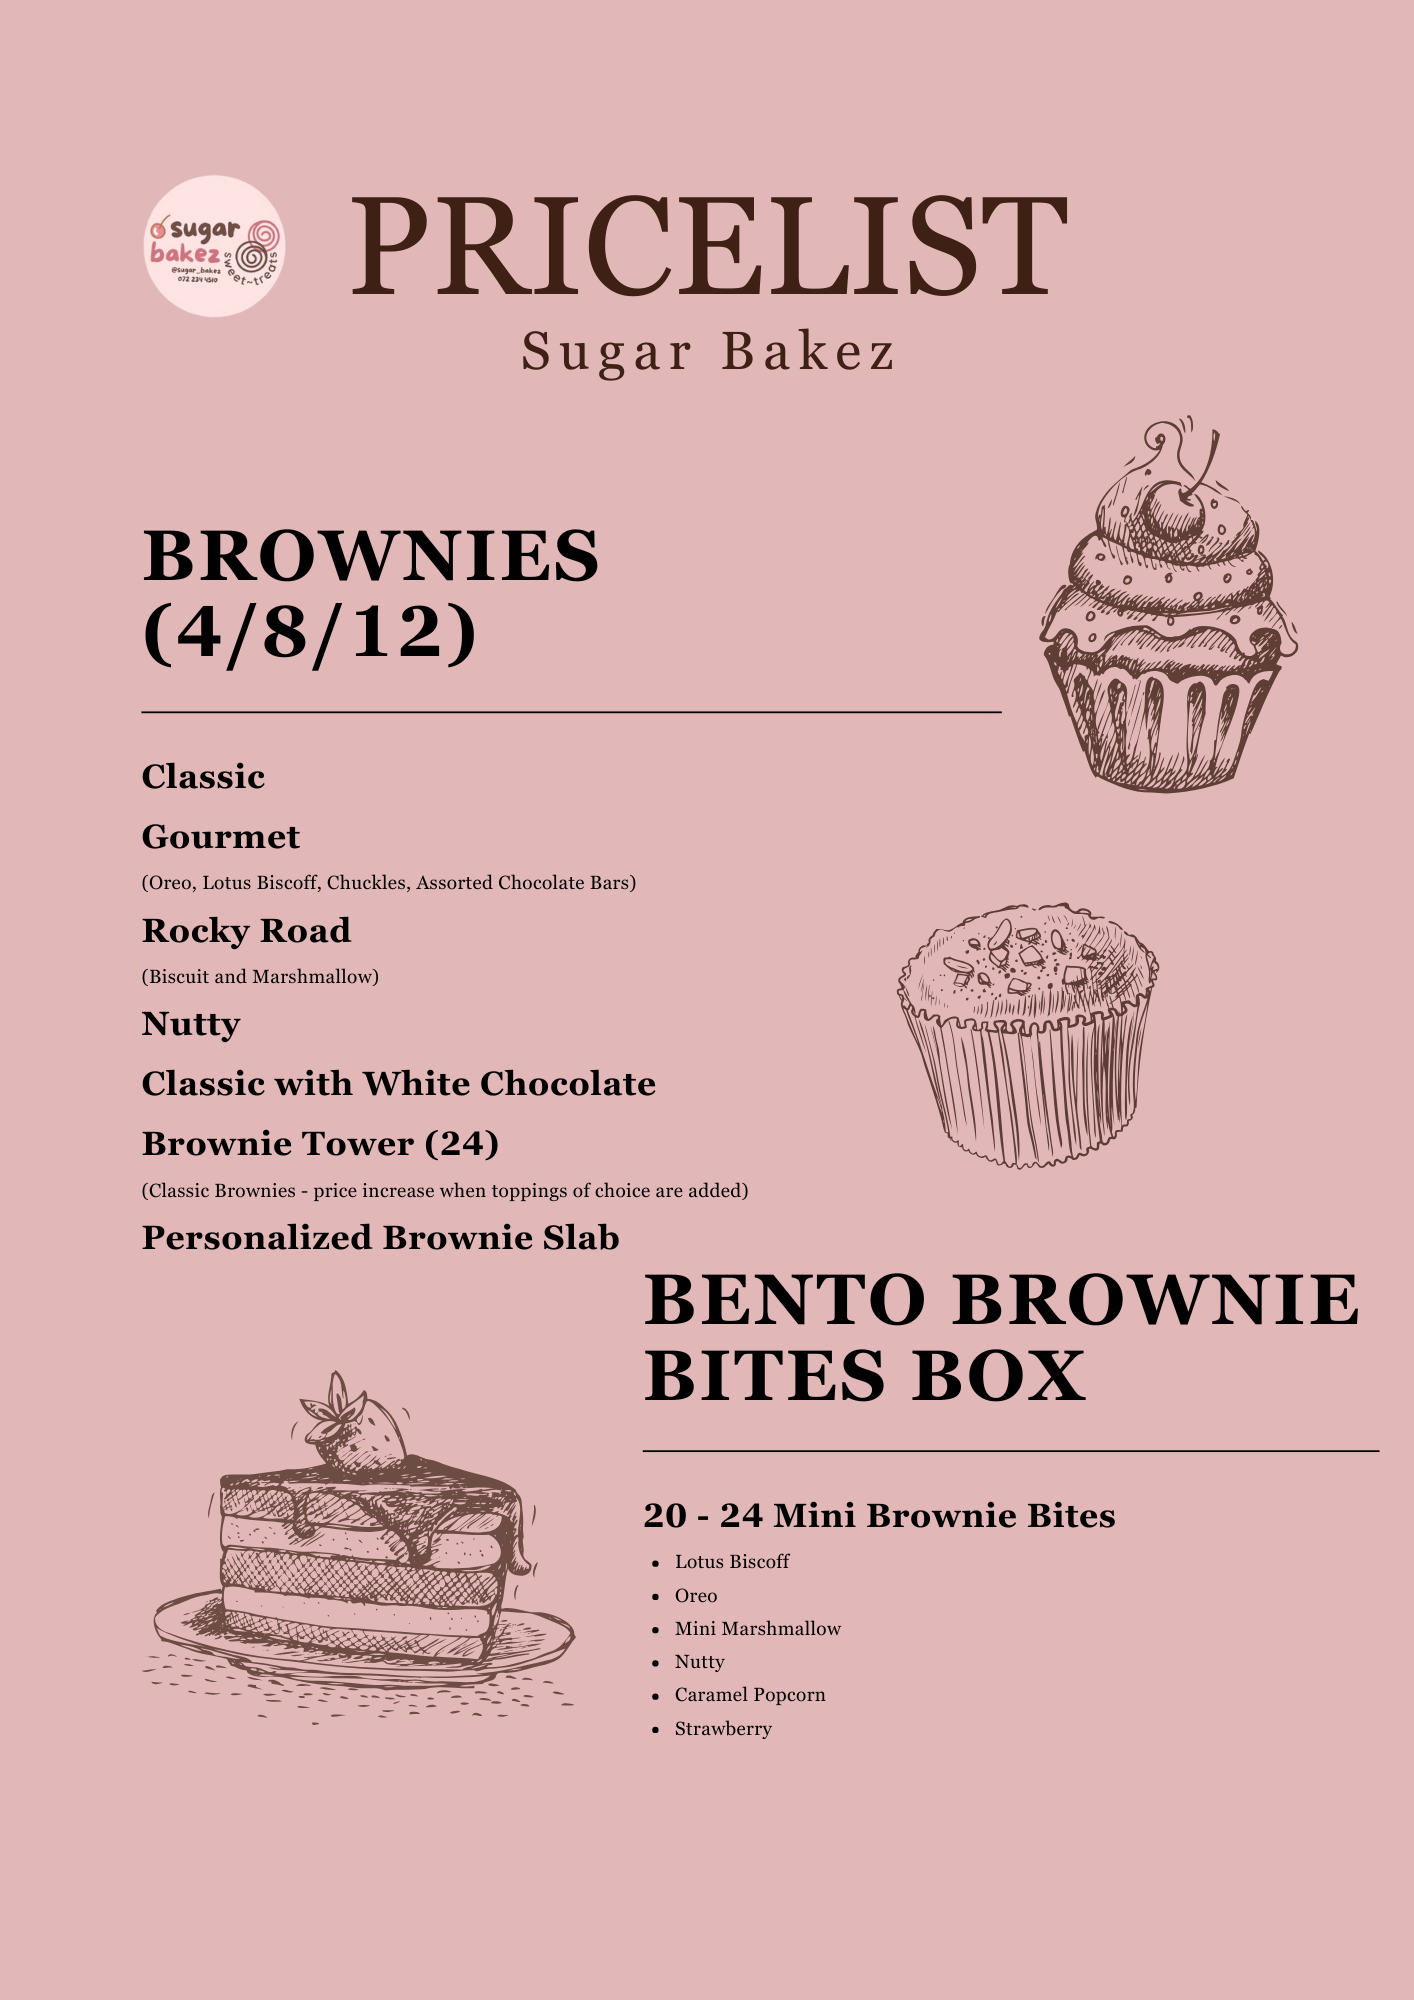 sugar
bakez
@sugar_bakez
072 234 4510
sweet~treats
PRICELIST
Sugar Bakez
BROWNIES
(4/8/12)
Classic
Gourmet
(Oreo, Lotus Biscoff, Chuckles, Assorted Chocolate Bars)
Rocky Road
(Biscuit and Marshmallow)
Nutty
Classic with White Chocolate
Brownie Tower (24)
(Classic Brownies - price increase when toppings of choice are added)
Personalized Brownie Slab
BENTO BROWNIE
BITES BOX
20 - 24 Mini Brownie Bites
• Lotus Biscoff
• Oreo
• Mini Marshmallow
• Nutty
• Caramel Popcorn
• Strawberry